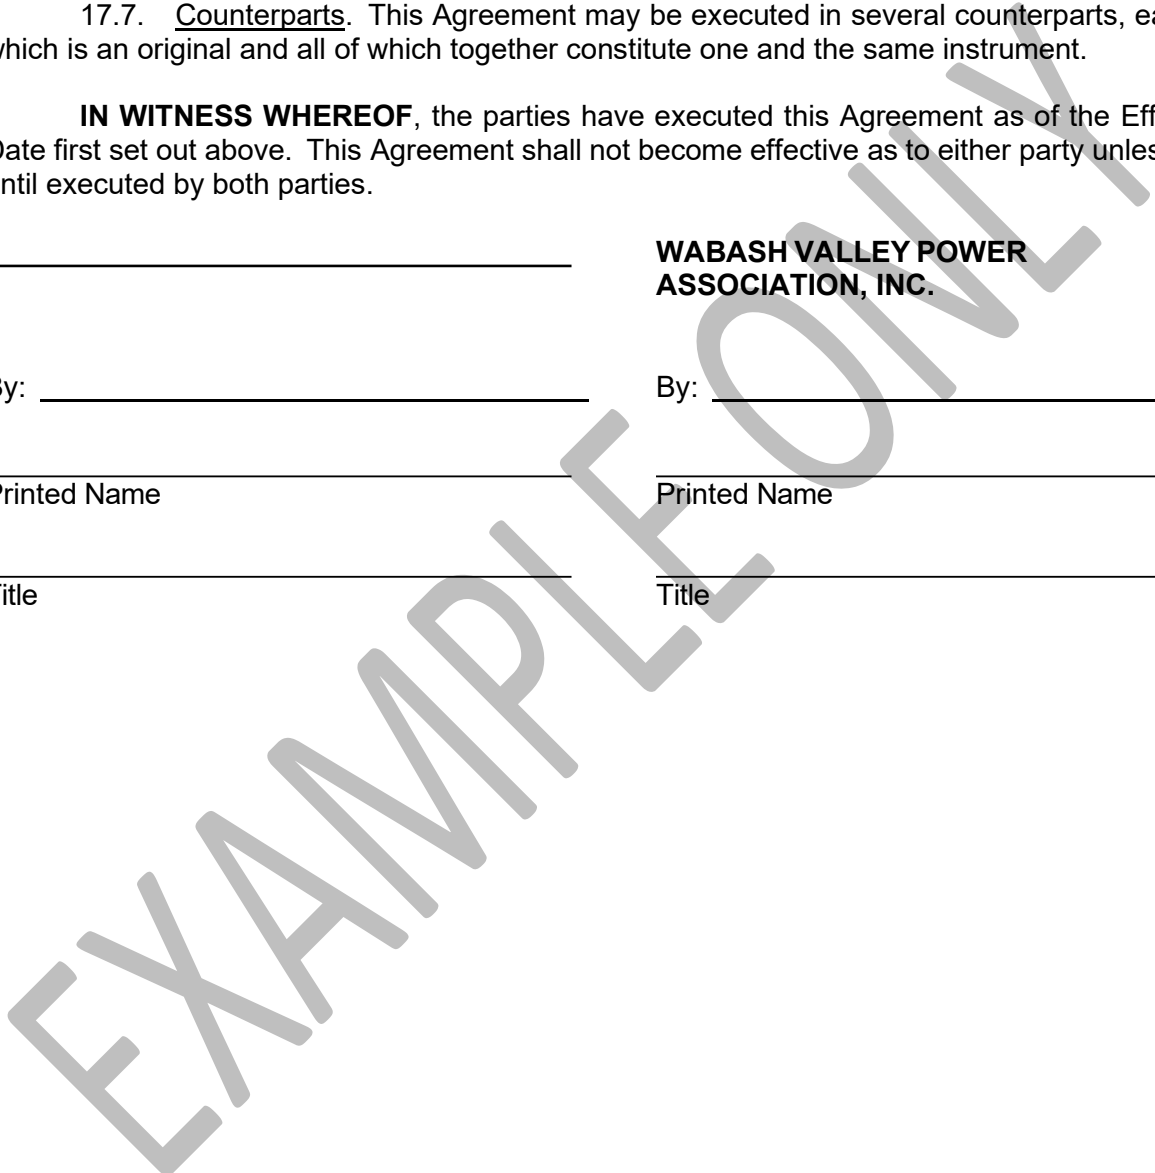 17.7. Counterparts. This Agreement may be executed in several counterparts, ea
which is an original and all of which together constitute one and the same instrument.
IN WITNESS WHEREOF, the parties have executed this Agreement as of the Eff
Date first set out above. This Agreement shall not become effective as to either party unles
ntil executed by both parties.
WABASH VALLEY POWER
ASSOCIATION, INC.
By: By:
Printed Name Printed Name
Title Title
EXAMPLE ONLY